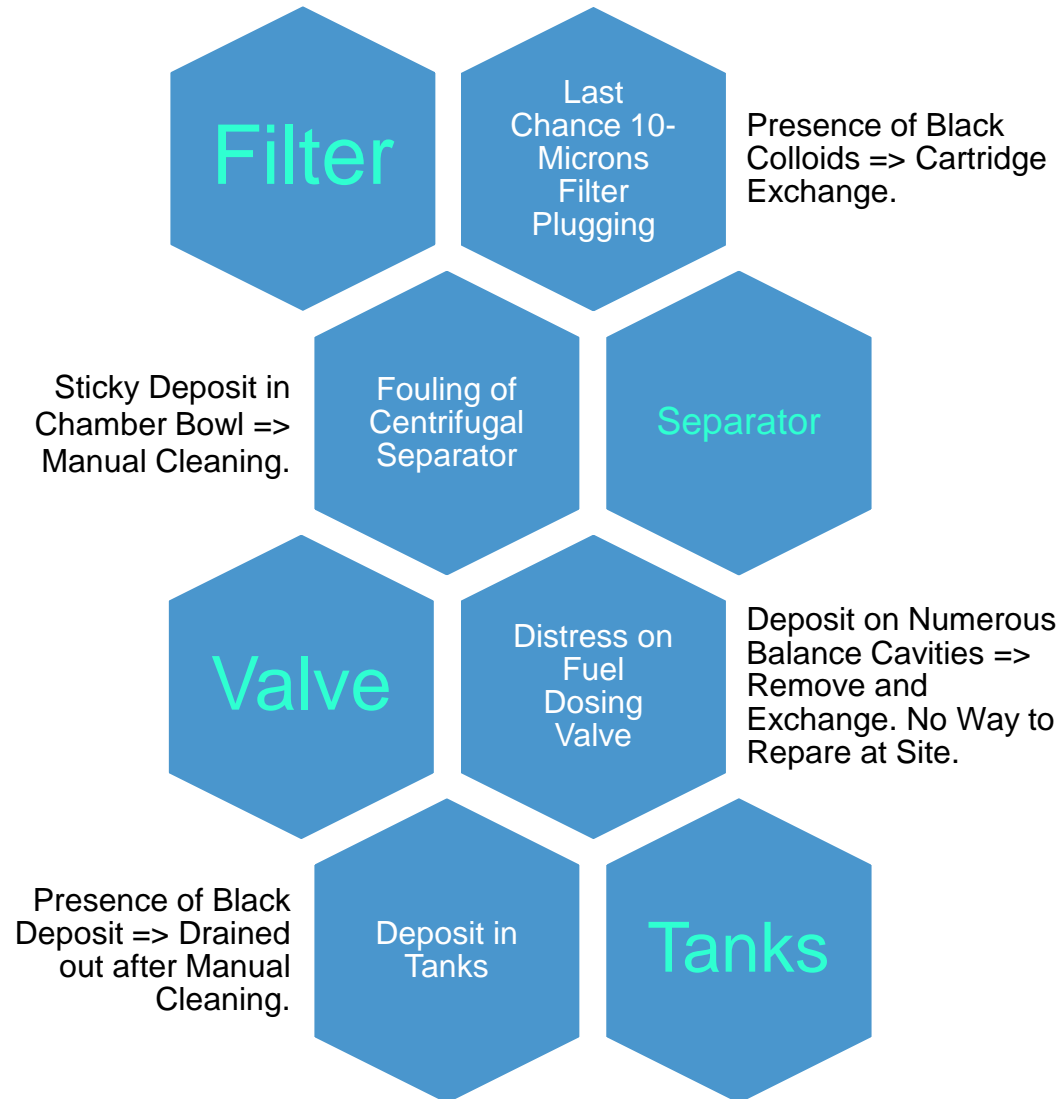 Filter
Last
Chance 10-
Microns
Filter
Plugging
Presence of Black
Colloids => Cartridge
Exchange.
Sticky Deposit in
Chamber Bowl =>
Manual Cleaning.
Fouling of
Centrifugal
Separator
Separator
Valve
Distress on
Fuel
Dosing
Valve
Deposit on Numerous
Balance Cavities =>
Remove and
Exchange. No Way to
Repare at Site.
Presence of Black
Deposit => Drained
out after Manual
Cleaning.
Deposit in
Tanks
Tanks